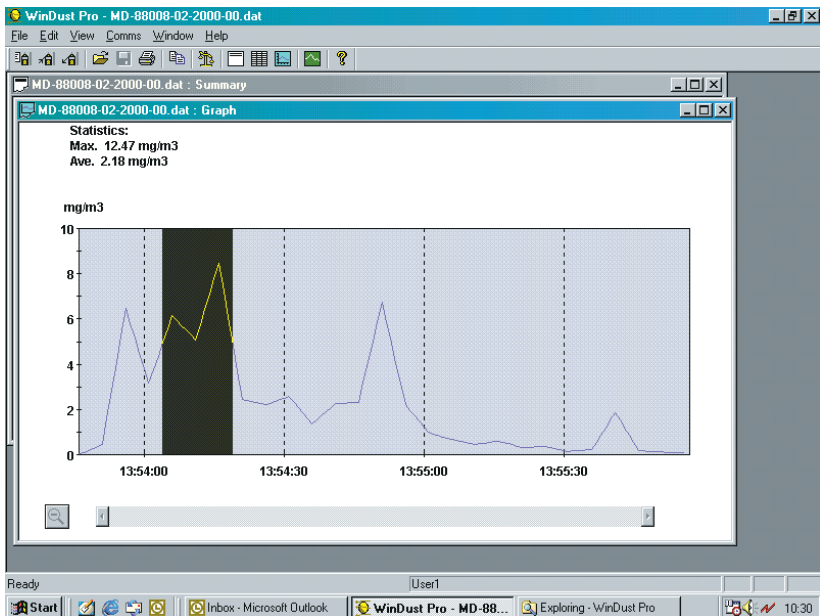 WinDust Pro - MD-88008-02-2000-00.dat
File Edit View Comms Window Help
MD-88008-02-2000-00.dat : Summary
MD-88008-02-2000-00.dat : Graph
Statistics:
Max. 12.47 mg/m3
Ave. 2.18 mg/m3
mg/m3
10
8
6
4
2
0
13:54:00 13:54:30 13:55:00 13:55:30
Ready User1
Start Inbox - Microsoft Outlook WinDust Pro - MD-88... Exploring - WinDust Pro 10:30